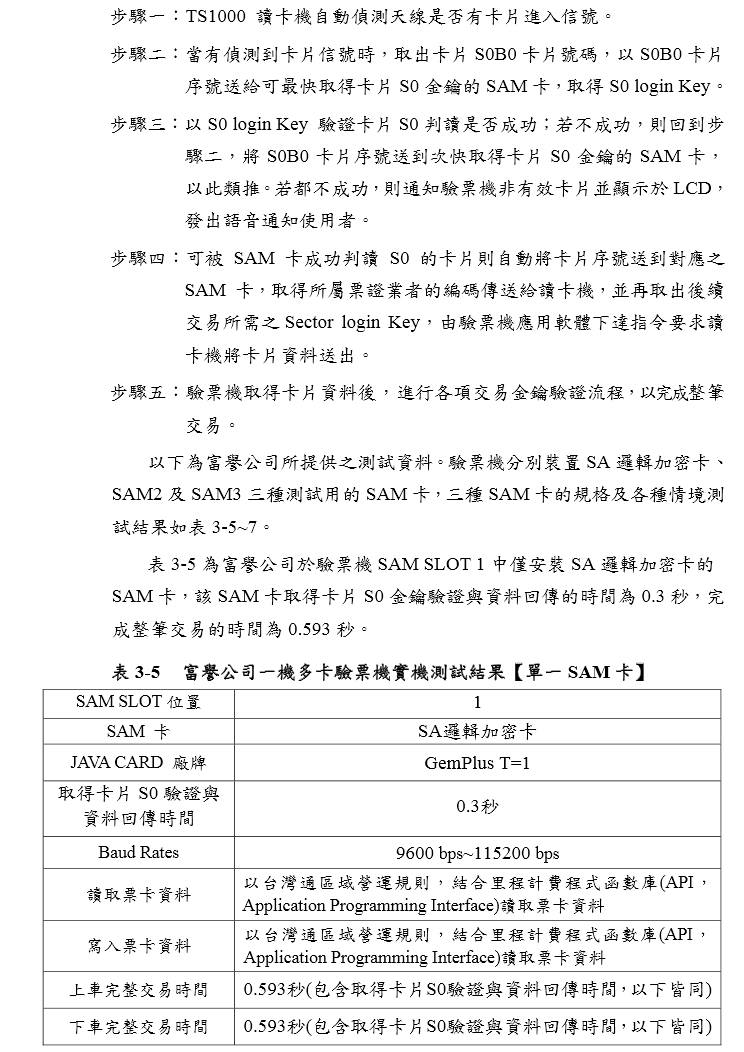 步驟一：TS1000 讀卡機自動偵測天線是否有卡片進入信號。
步驟二：當有偵測到卡片信號時，取出卡片 S0B0 卡片號碼，以 S0B0 卡片
序號送給可最快取得卡片 S0 金鑰的 SAM 卡，取得 S0 login Key。
步驟三：以 S0 login Key 驗證卡片 S0 判讀是否成功；若不成功，則回到步
驟二，將 S0B0 卡片序號送到次快取得卡片 S0 金鑰的 SAM 卡，
以此類推。若都不成功，則通知驗票機非有效卡片並顯示於 LCD，
發出語音通知使用者。
步驟四：可被 SAM 卡成功判讀 S0 的卡片則自動將卡片序號送到對應之
SAM 卡，取得所屬票證業者的編碼傳送給讀卡機，並再取出後續
交易所需之 Sector login Key，由驗票機應用軟體下達指令要求讀
卡機將卡片資料送出。
步驟五：驗票機取得卡片資料後，進行各項交易金鑰驗證流程，以完成整筆
交易。
以下為富譽公司所提供之測試資料。驗票機分別裝置 SA 邏輯加密卡、
SAM2 及 SAM3 三種測試用的 SAM 卡，三種 SAM 卡的規格及各種情境測
試結果如表 3-5~7。
表 3-5 為富譽公司於驗票機 SAM SLOT 1 中僅安裝 SA 邏輯加密卡的
SAM 卡，該 SAM 卡取得卡片 S0 金鑰驗證與資料回傳的時間為 0.3 秒，完
成整筆交易的時間為 0.593 秒。
表 3-5 富譽公司一機多卡驗票機實機測試結果【單一 SAM 卡】
SAM SLOT 位置 1
SAM 卡 SA邏輯加密卡
JAVA CARD 廠牌 GemPlus T=1
取得卡片 S0 驗證與
資料回傳時間 0.3秒
Baud Rates 9600 bps~115200 bps
讀取票卡資料 以台灣通區域營運規則，結合里程計費程式函數庫(API，
Application Programming Interface)讀取票卡資料
寫入票卡資料 以台灣通區域營運規則，結合里程計費程式函數庫(API，
Application Programming Interface)讀取票卡資料
上車完整交易時間 0.593秒(包含取得卡片S0驗證與資料回傳時間，以下皆同)
下車完整交易時間 0.593秒(包含取得卡片S0驗證與資料回傳時間，以下皆同)